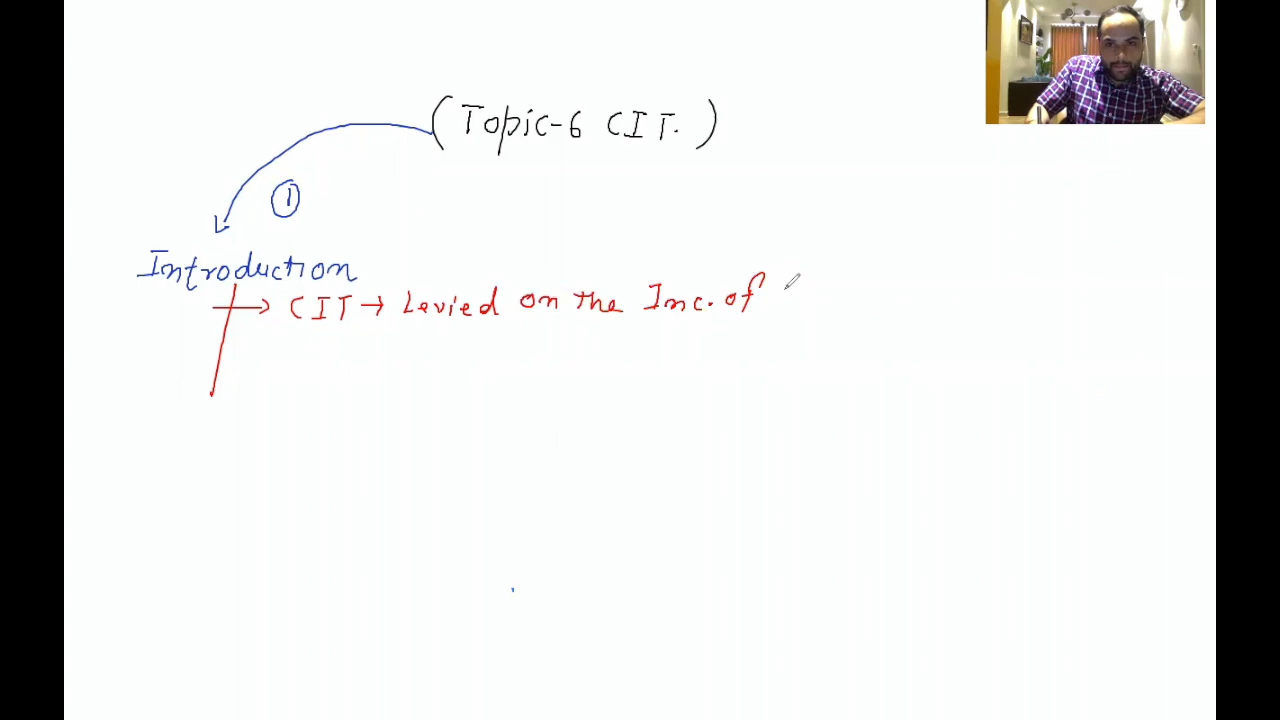 (Topic-6 CIT.)
1
Introduction
→ CIT → Levied on the Inc. of